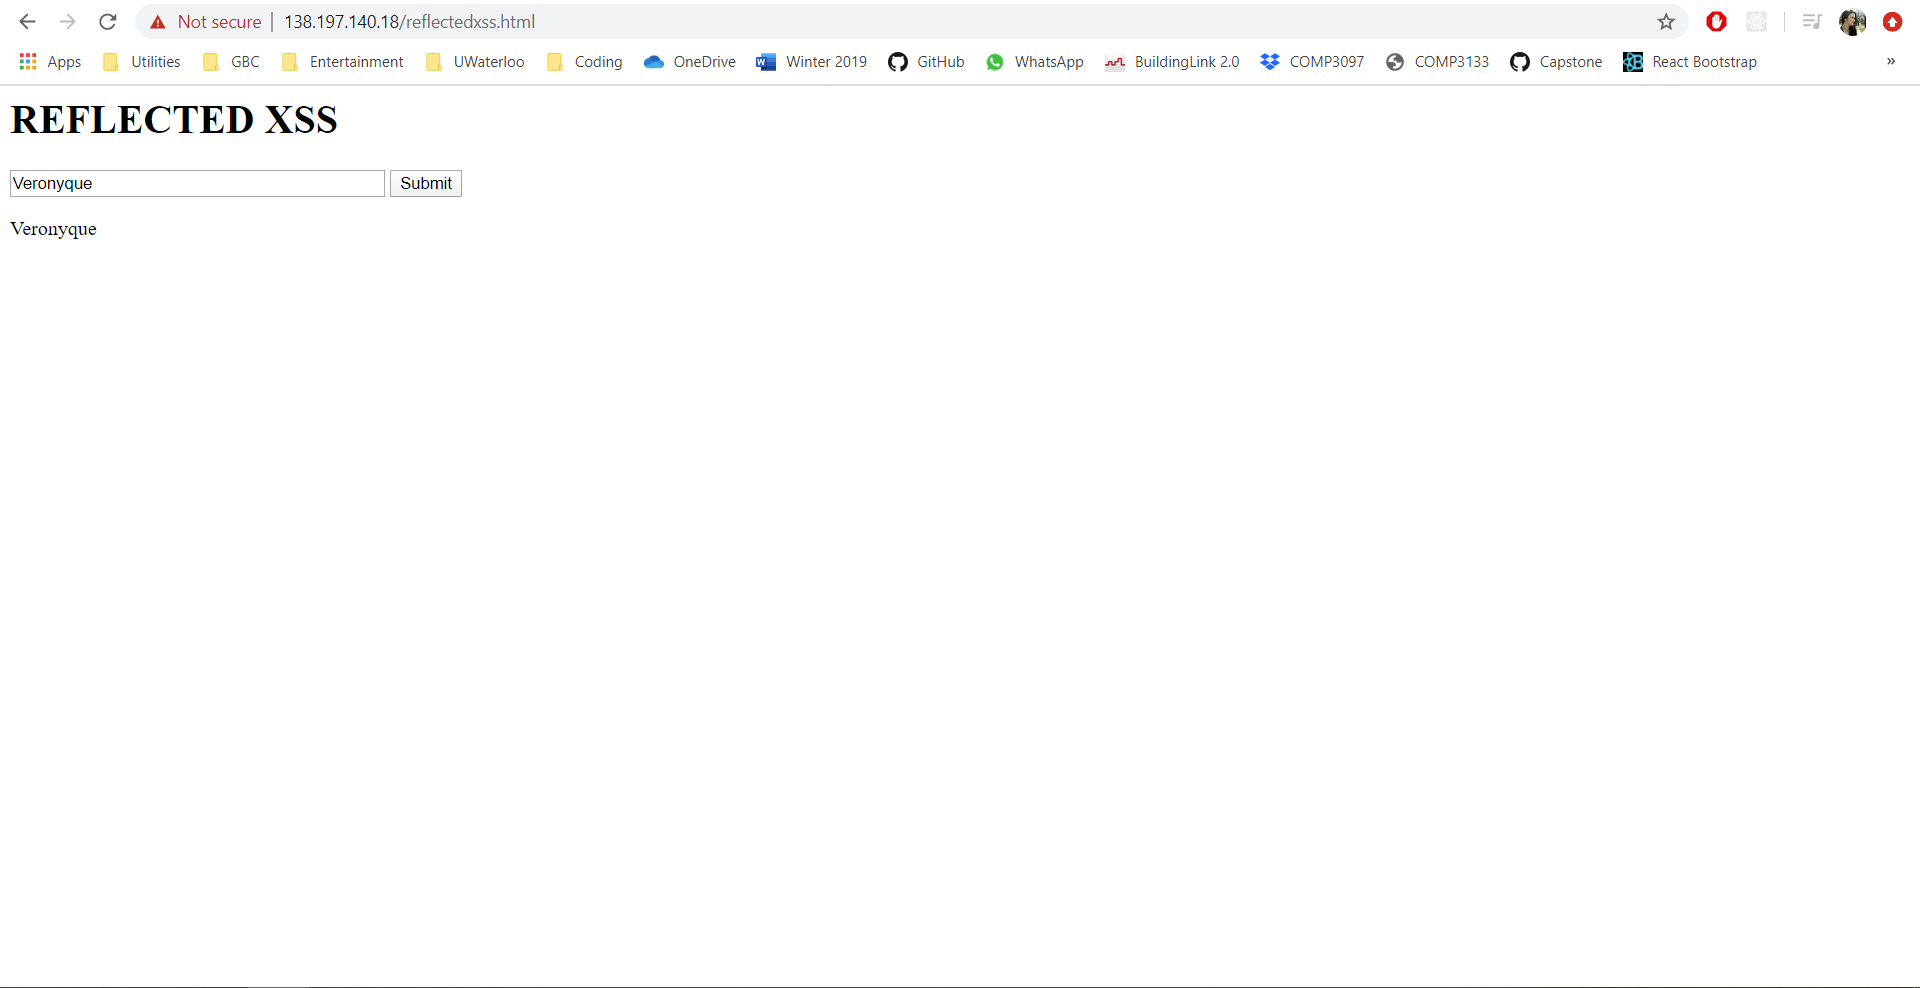 Not secure | 138.197.140.18/reflectedxss.html
Apps Utilities GBC Entertainment UWaterloo Coding OneDrive Winter 2019 GitHub WhatsApp BuildingLink 2.0 COMP3097 COMP3133 Capstone React Bootstrap »
REFLECTED XSS
Veronyque Submit
Veronyque